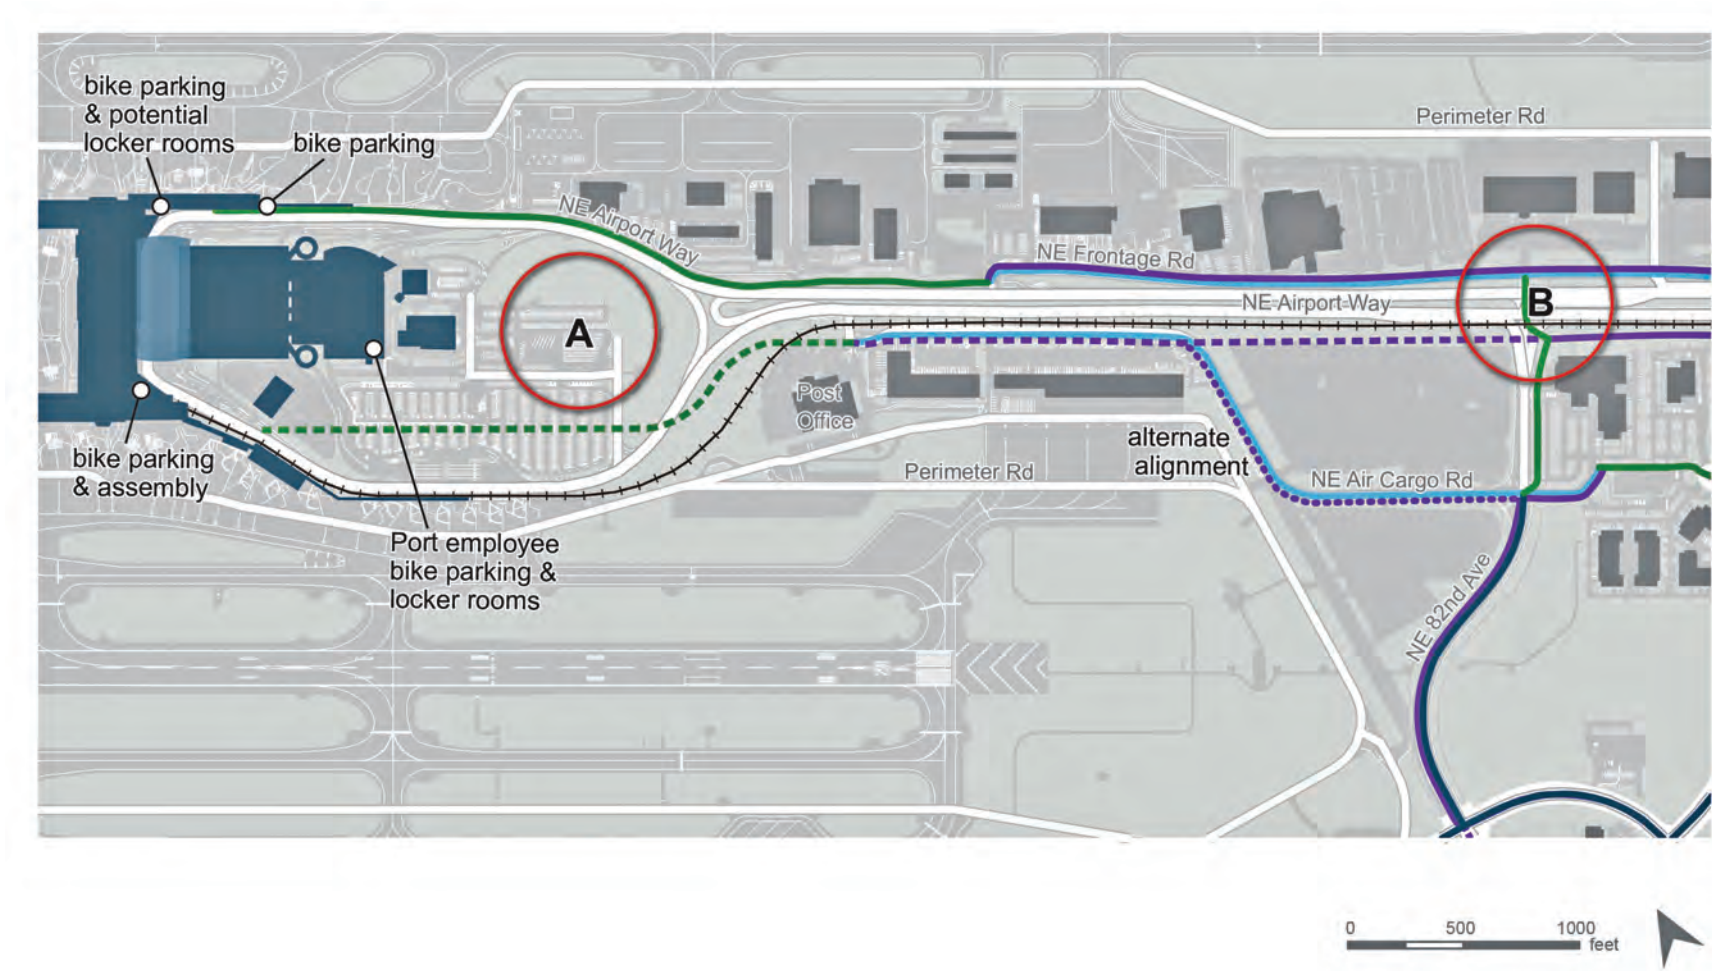 bike parking
& potential
locker rooms
bike parking
Perimeter Rd
NE Airport Way
NE Frontage Rd
NE Airport Way
A
B
Post
Office
alternate
alignment
Perimeter Rd
NE Air Cargo Rd
bike parking
& assembly
Port employee
bike parking &
locker rooms
NE 82nd Ave
0 500 1000
feet